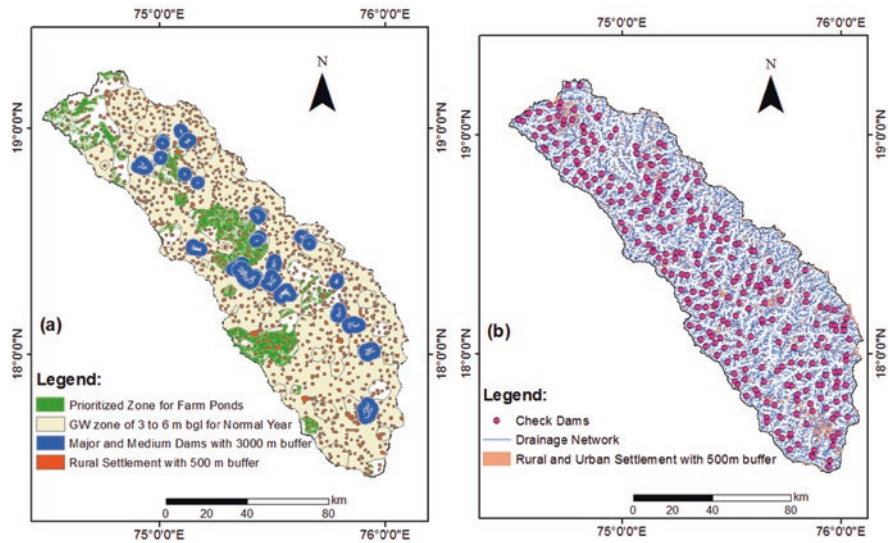 75°0'0"E
76°0'0"E
N
19°0'0"N
19°0'0"N
(a)
18°0'0"N
18°0'0"N
Legend:
Prioritized Zone for Farm Ponds
GW zone of 3 to 6 m bgl for Normal Year
Major and Medium Dams with 3000 m buffer
Rural Settlement with 500 m buffer
km
0 20 40 80
75°0'0"E
76°0'0"E
75°0'0"E
76°0'0"E
N
19°0'0"N
19°0'0"N
(b)
18°0'0"N
18°0'0"N
Legend:
Check Dams
Drainage Network
Rural and Urban Settlement with 500m buffer
km
0 20 40 80
75°0'0"E
76°0'0"E